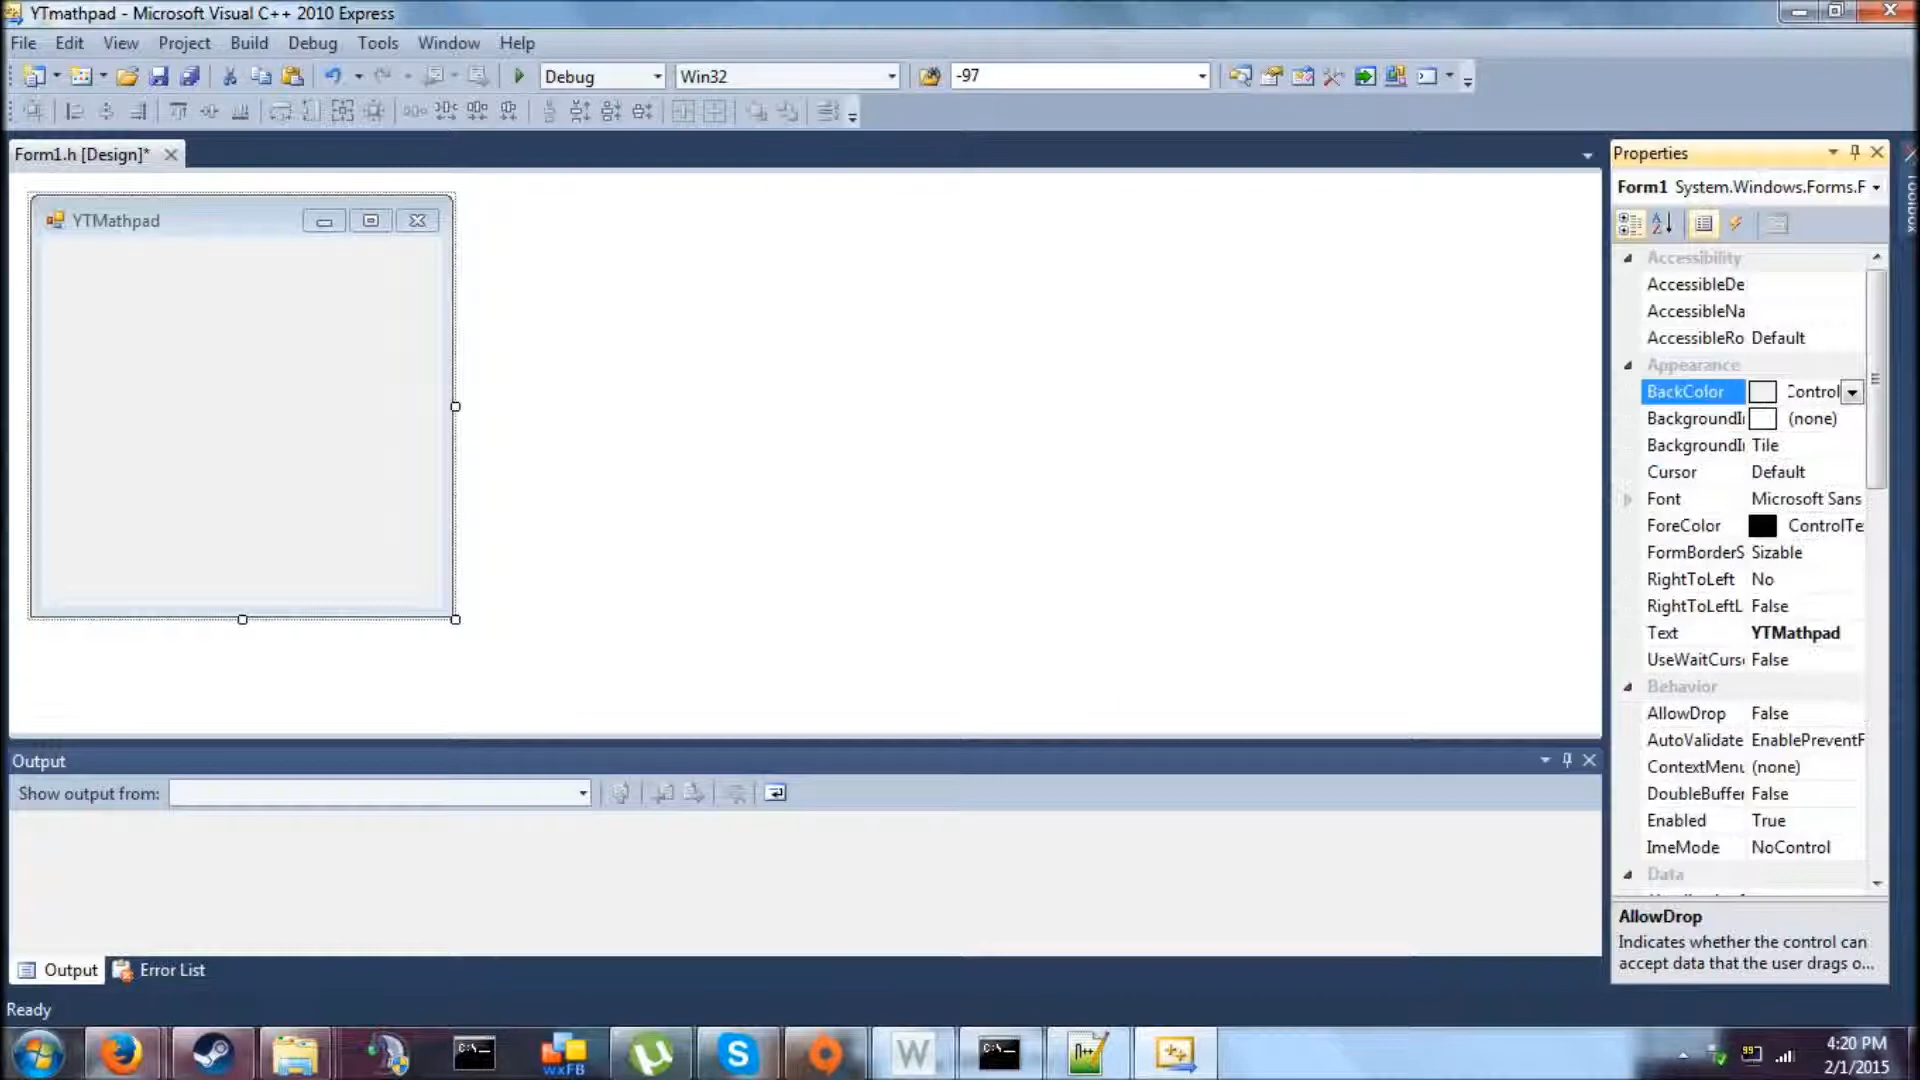 YTmathpad - Microsoft Visual C++ 2010 Express
File Edit View Project Build Debug Tools Window Help
Debug Win32 -97
Form1.h [Design]*
YTMathpad
Properties
Form1 System.Windows.Forms.F
Toolbox
Accessibility
AccessibleDe
AccessibleNa
AccessibleRo Default
Appearance
BackColor Control
BackgroundI (none)
BackgroundI Tile
Cursor Default
Font Microsoft Sans
ForeColor ControlTe
FormBorderS Sizable
RightToLeft No
RightToLeftL False
Text YTMathpad
UseWaitCurs False
Behavior
AllowDrop False
AutoValidate EnablePreventF
ContextMenu (none)
DoubleBuffer False
Enabled True
ImeMode NoControl
Data
AllowDrop
Indicates whether the control can
accept data that the user drags o...
Output
Show output from:
Output Error List
Ready
C:\_
wxFB
µ
S
W
C:\_
n++
99
4:20 PM
2/1/2015